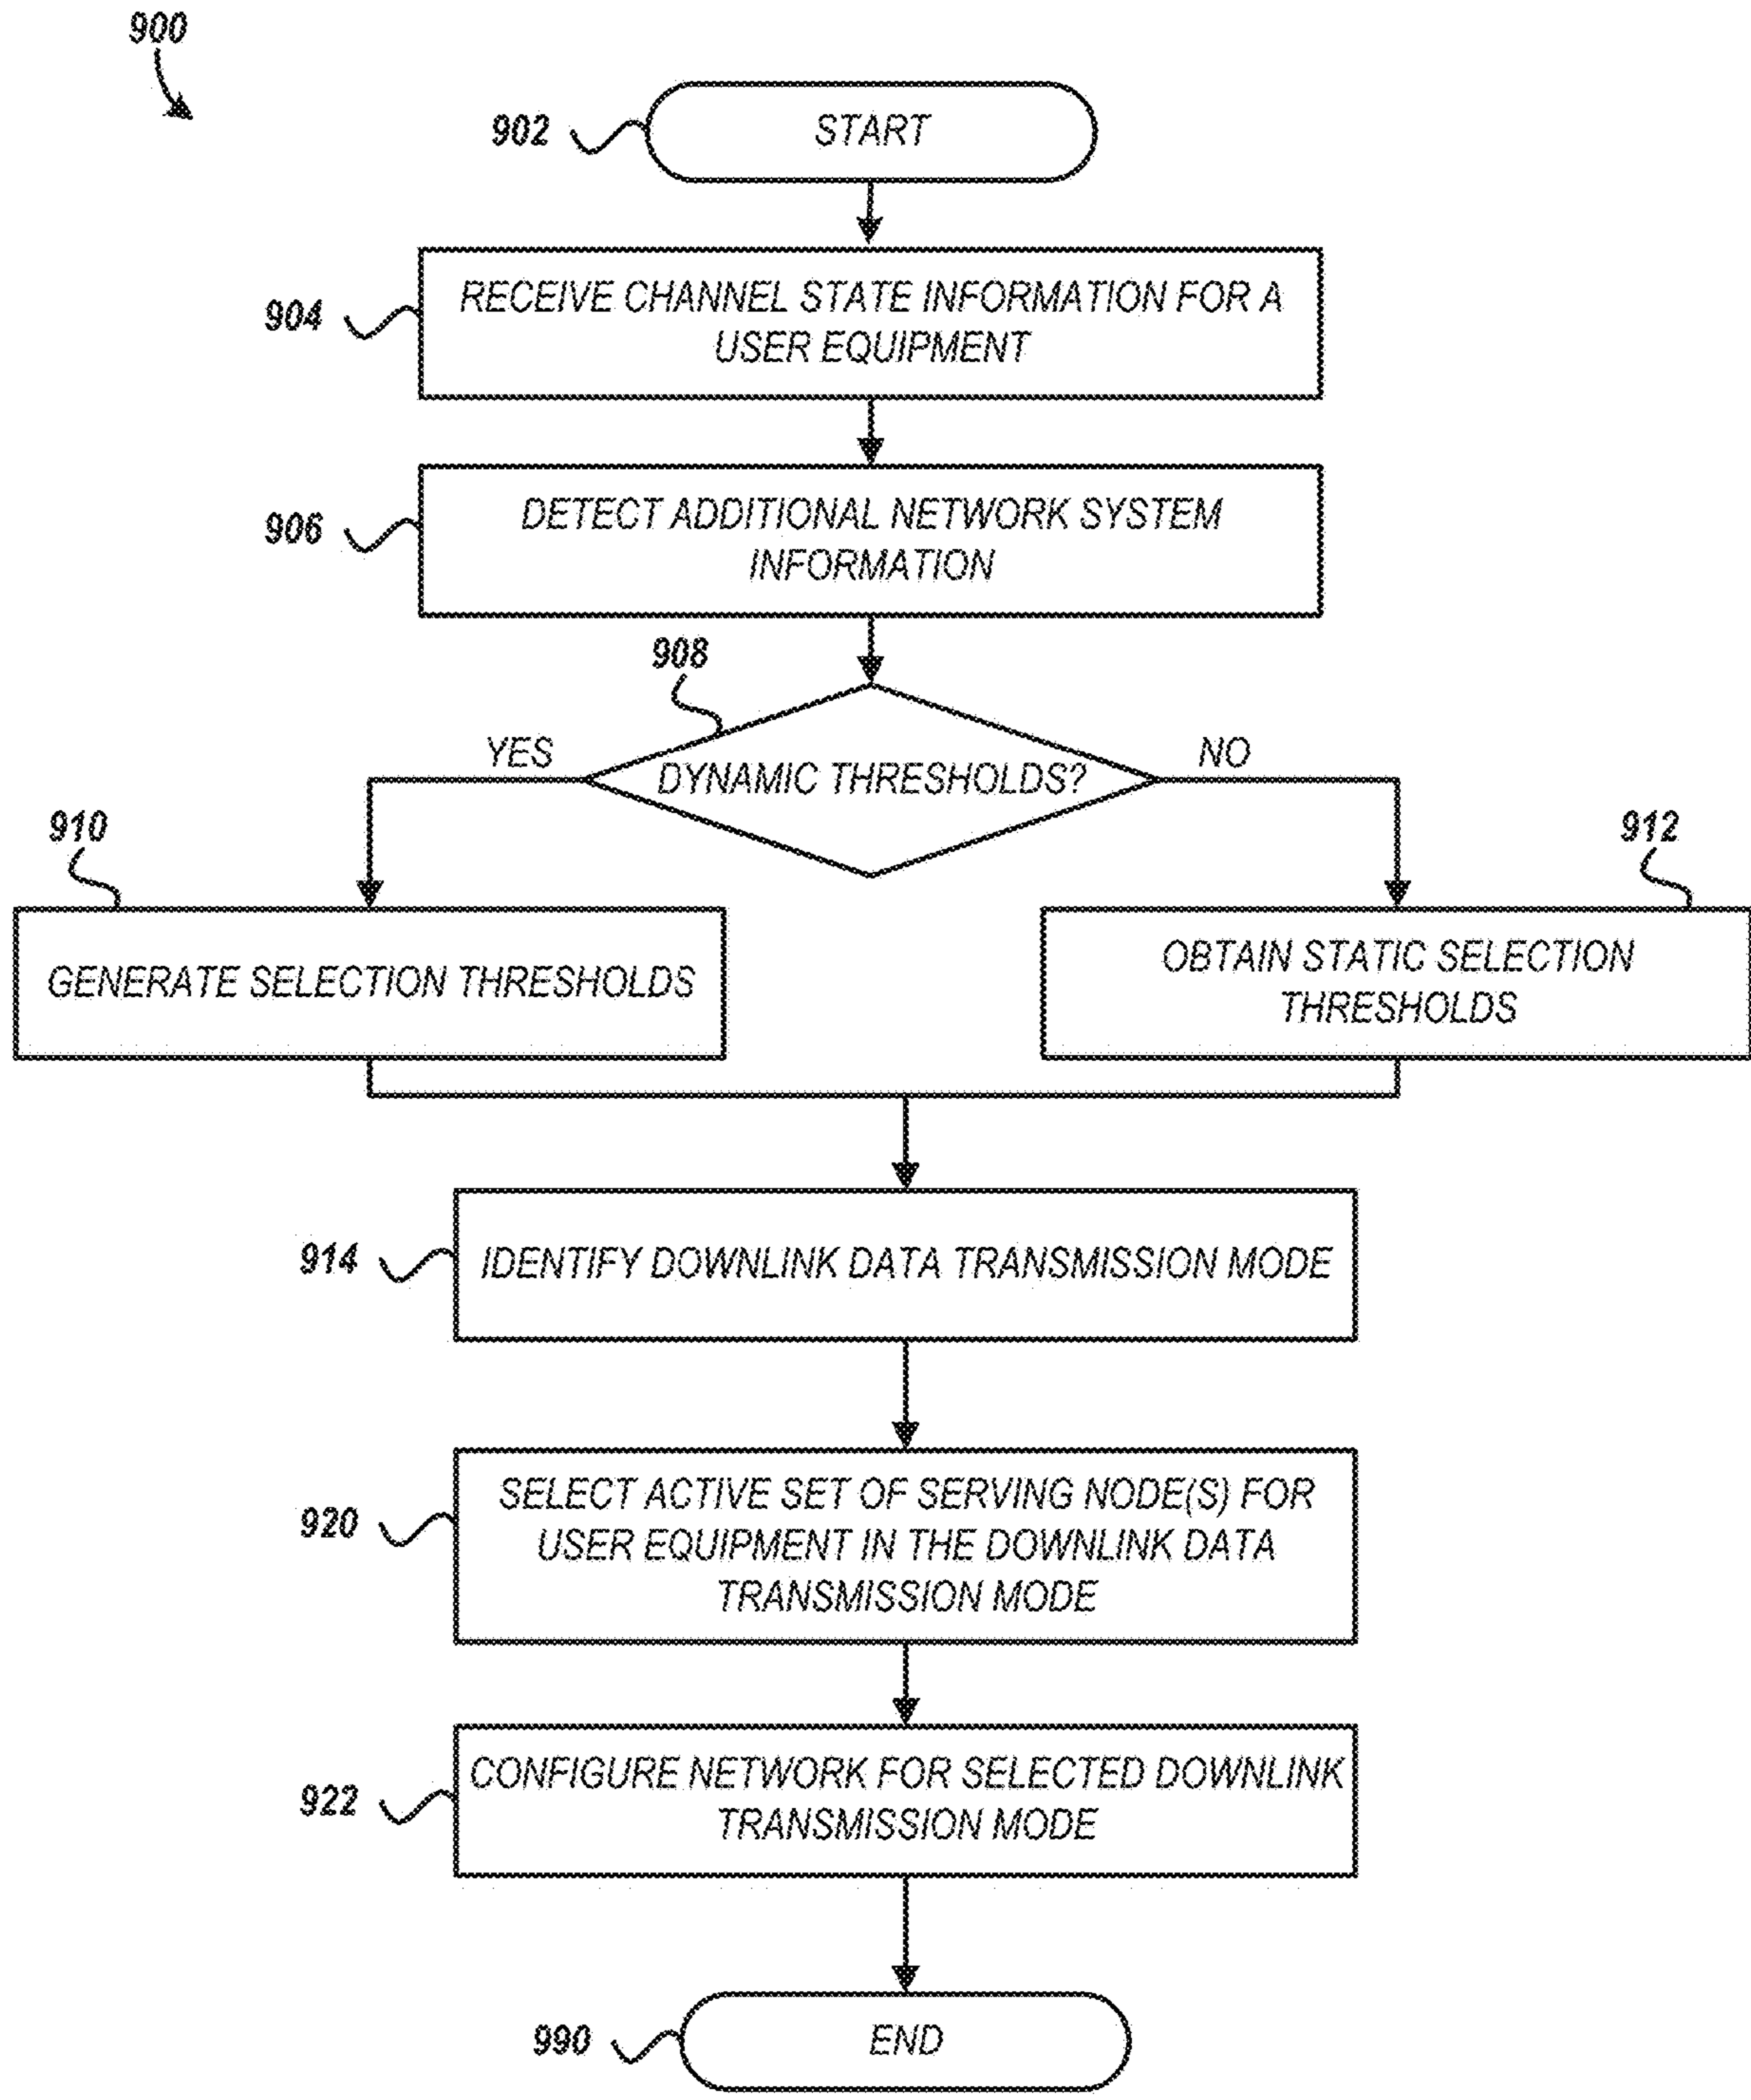 900
902
START
904
RECEIVE CHANNEL STATE INFORMATION FOR A
USER EQUIPMENT
906
DETECT ADDITIONAL NETWORK SYSTEM
INFORMATION
908
YES
DYNAMIC THRESHOLDS?
NO
910
912
GENERATE SELECTION THRESHOLDS
OBTAIN STATIC SELECTION
THRESHOLDS
914
IDENTIFY DOWNLINK DATA TRANSMISSION MODE
920
SELECT ACTIVE SET OF SERVING NODE(S) FOR
USER EQUIPMENT IN THE DOWNLINK DATA
TRANSMISSION MODE
922
CONFIGURE NETWORK FOR SELECTED DOWNLINK
TRANSMISSION MODE
990
END